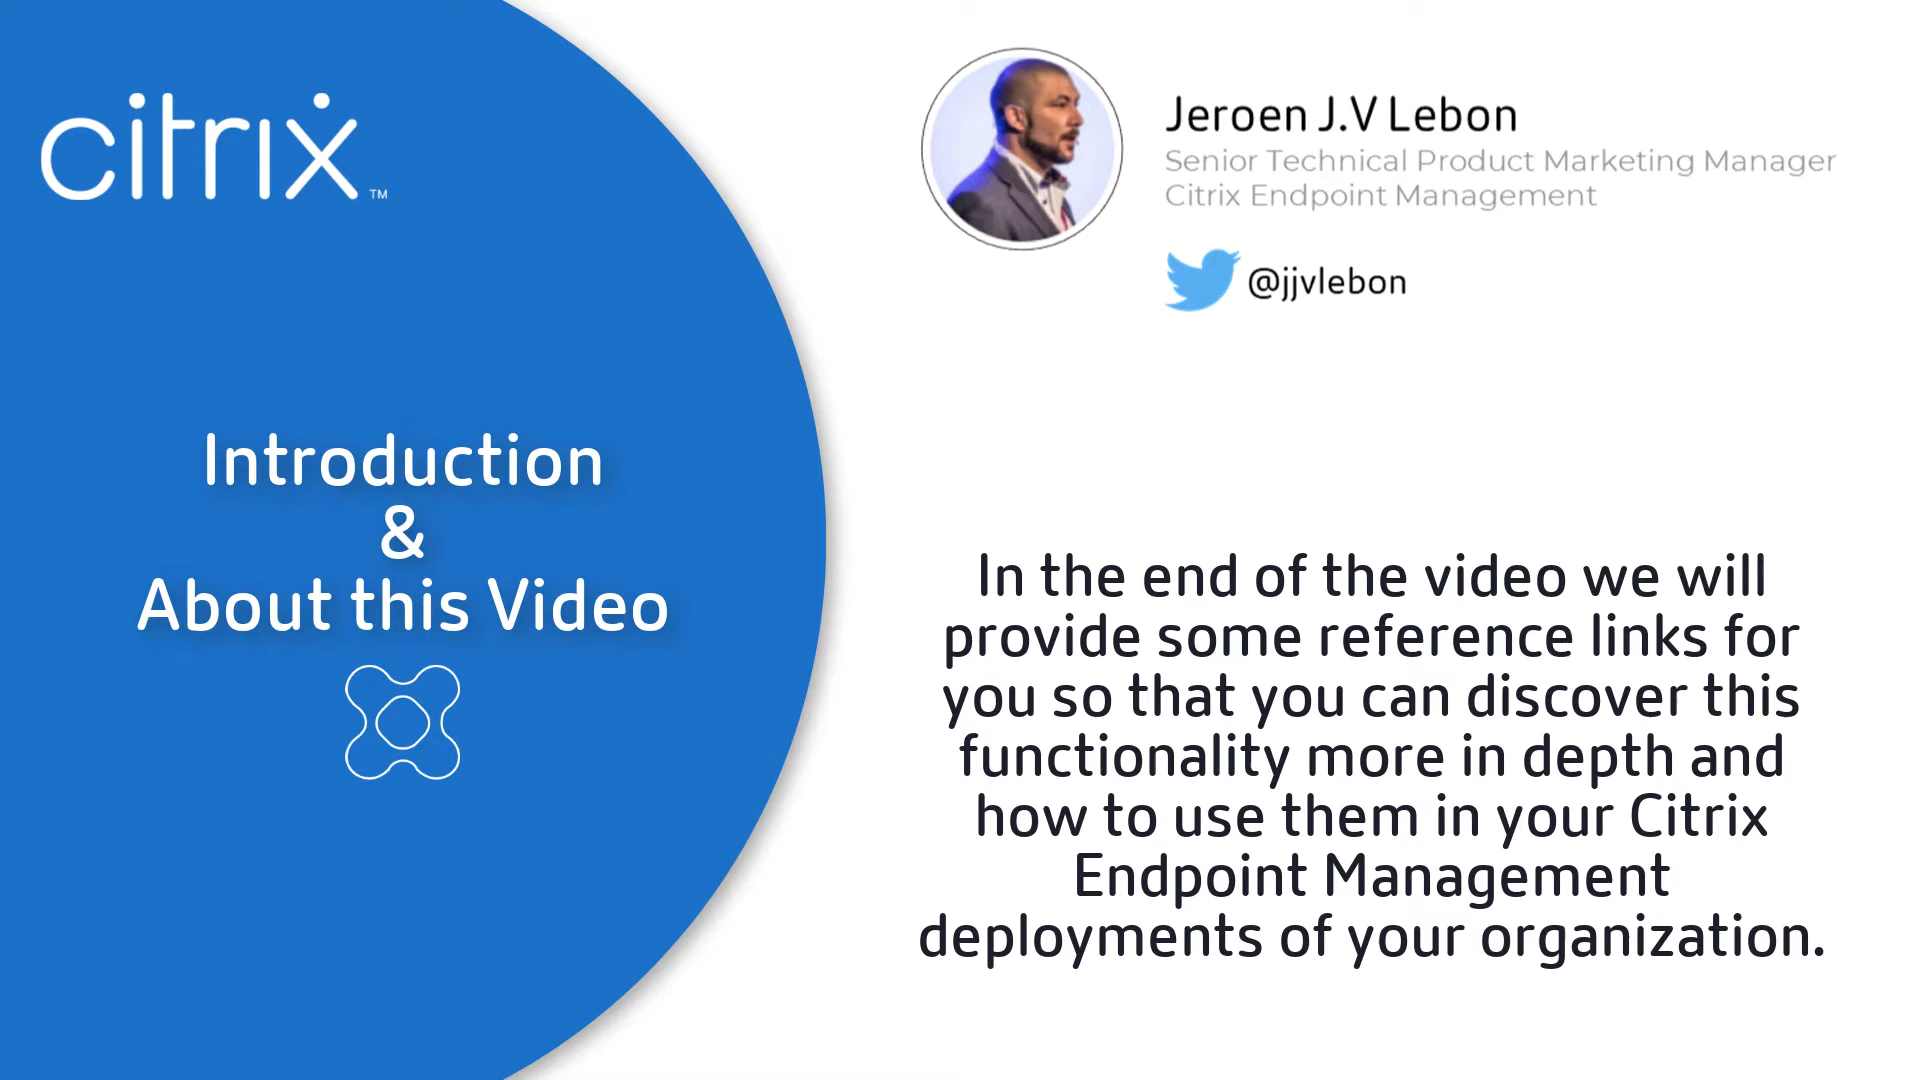 citrix™
Introduction
&
About this Video
Jeroen J.V Lebon
Senior Technical Product Marketing Manager
Citrix Endpoint Management
@jjvlebon
In the end of the video we will
provide some reference links for
you so that you can discover this
functionality more in depth and
how to use them in your Citrix
Endpoint Management
deployments of your organization.